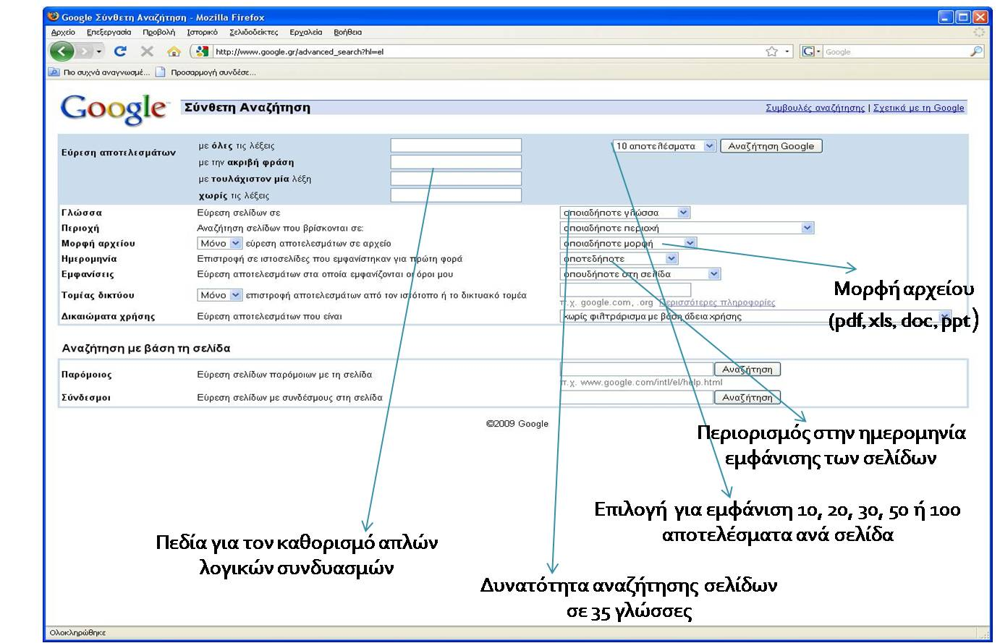 Google Σύνθετη Αναζήτηση - Mozilla Firefox
Αρχείο Επεξεργασία Προβολή Ιστορικό Σελιδοδείκτες Εργαλεία Βοήθεια
http://www.google.gr/advanced_search?hl=el
Google
Πιο συχνά αναγνωσμέ... Προσαρμογή συνδέσε...
Google Σύνθετη Αναζήτηση Συμβουλές αναζήτησης | Σχετικά με τη Google
Εύρεση αποτελεσμάτων
με όλες τις λέξεις 10 αποτελέσματα Αναζήτηση Google
με την ακριβή φράση
με τουλάχιστον μία λέξη
χωρίς τις λέξεις
Γλώσσα Εύρεση σελίδων σε οποιαδήποτε γλώσσα
Περιοχή Αναζήτηση σελίδων που βρίσκονται σε: οποιαδήποτε περιοχή
Μορφή αρχείου Μόνο εύρεση αποτελεσμάτων σε αρχείο οποιαδήποτε μορφή
Ημερομηνία Επιστροφή σε ιστοσελίδες που εμφανίστηκαν για πρώτη φορά οποτεδήποτε
Εμφανίσεις Εύρεση αποτελεσμάτων στα οποία εμφανίζονται οι όροι μου οπουδήποτε στη σελίδα
Τομέας δικτύου Μόνο επιστροφή αποτελεσμάτων από τον ιστότοπο ή το δικτυακό τομέα
π.χ. google.com, .org Περισσότερες πληροφορίες
Δικαιώματα χρήσης Εύρεση αποτελεσμάτων που είναι χωρίς φιλτράρισμα με βάση άδεια χρήσης
Μορφή αρχείου
(pdf, xls, doc, ppt)
Αναζήτηση με βάση τη σελίδα
Παρόμοιος Εύρεση σελίδων παρόμοιων με τη σελίδα Αναζήτηση
π.χ. www.google.com/intl/el/help.html
Σύνδεσμοι Εύρεση σελίδων με συνδέσμους στη σελίδα Αναζήτηση
©2009 Google
Περιορισμός στην ημερομηνία
εμφάνισης των σελίδων
Επιλογή για εμφάνιση 10, 20, 30, 50 ή 100
αποτελέσματα ανά σελίδα
Πεδία για τον καθορισμό απλών
λογικών συνδυασμών
Δυνατότητα αναζήτησης σελίδων
σε 35 γλώσσες
Ολοκληρώθηκε